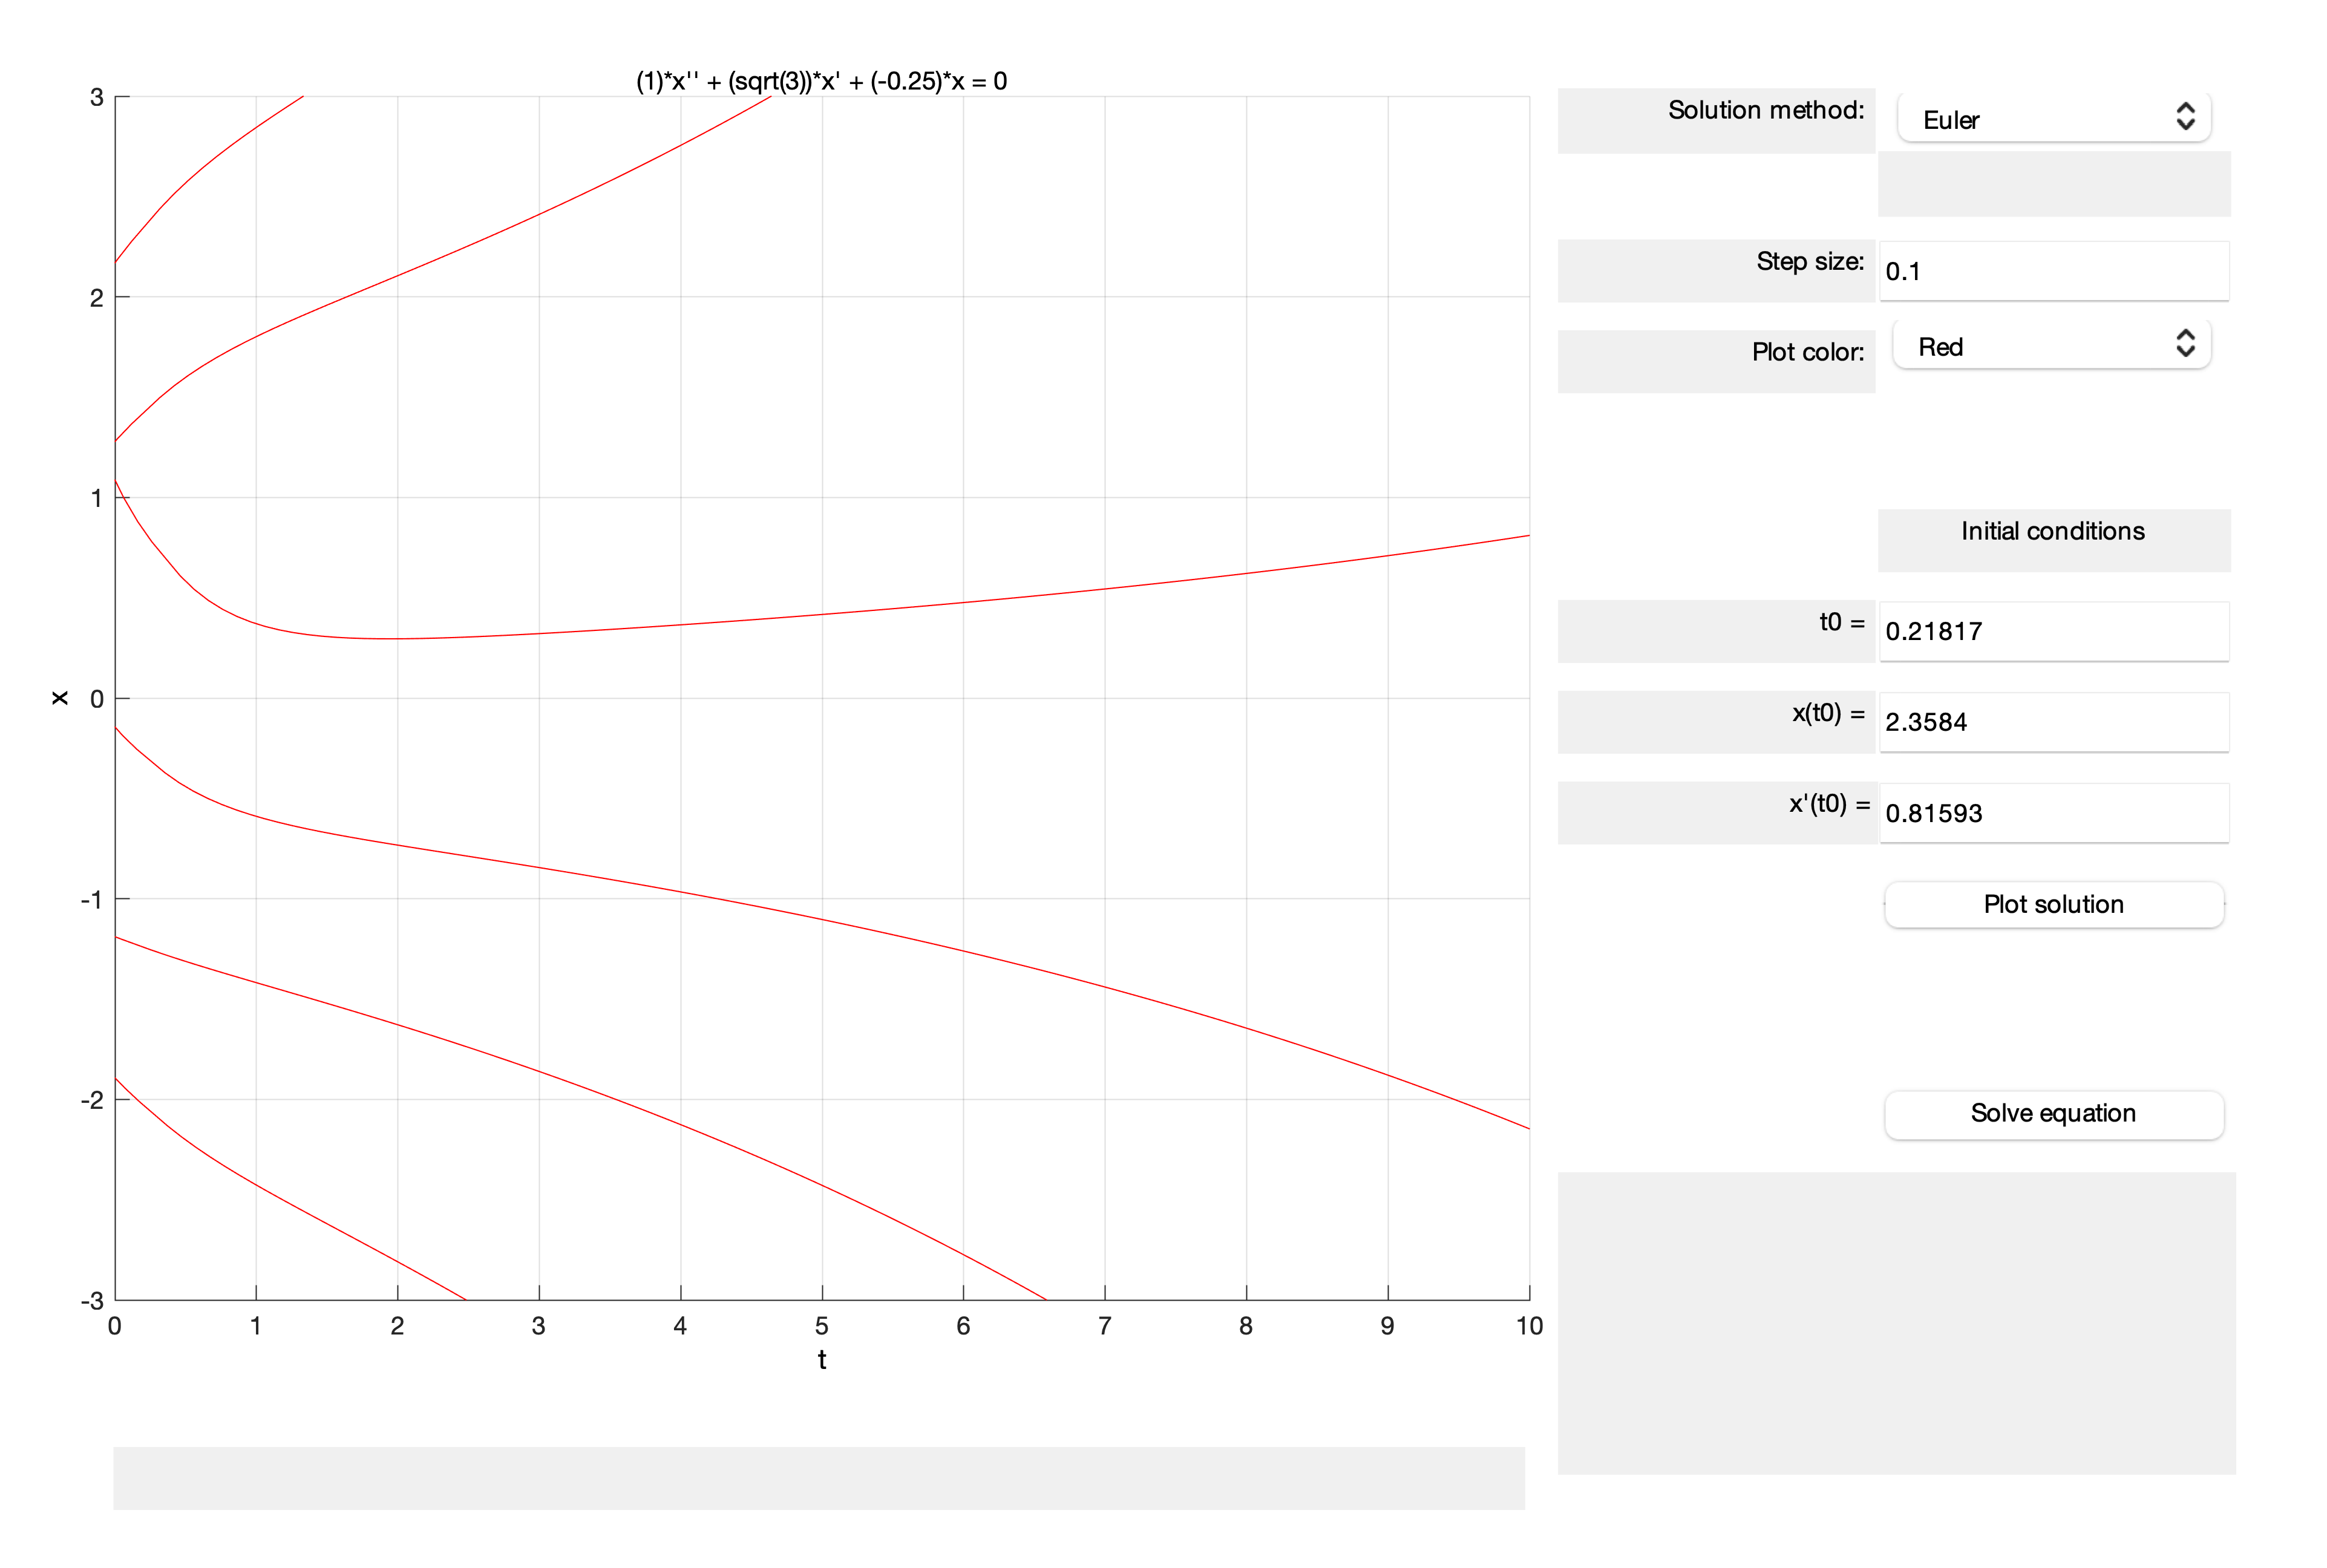 (1)*x'' + (sqrt(3))*x' + (-0.25)*x = 0
3
2
1
0
-1
-2
-3
x
0 1 2 3 4 5 6 7 8 9 10
t
Solution method: Euler
Step size: 0.1
Plot color: Red
Initial conditions
t0 = 0.21817
x(t0) = 2.3584
x'(t0) = 0.81593
Plot solution
Solve equation